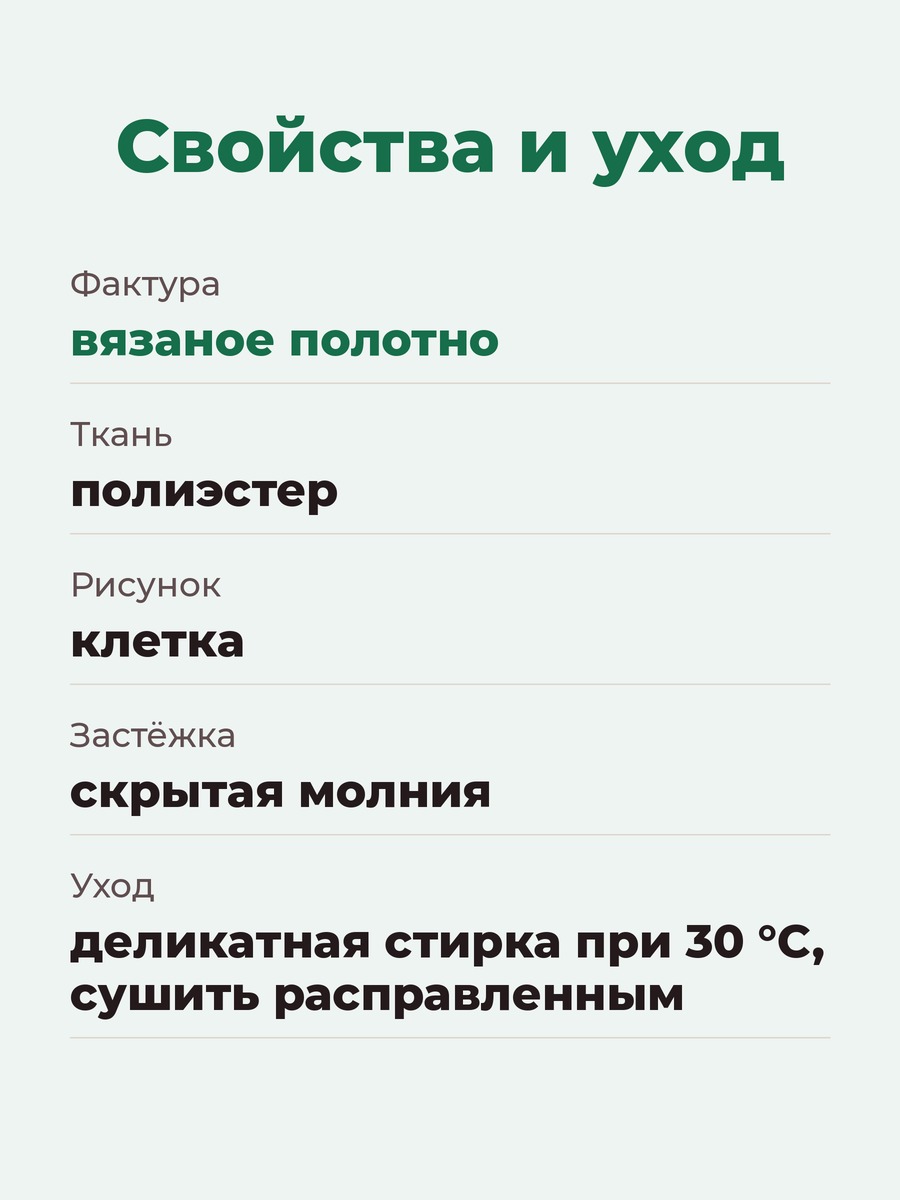 Свойства и уход
Фактура
вязаное полотно
Ткань
полиэстер
Рисунок
клетка
Застёжка
скрытая молния
Уход
деликатная стирка при 30 °C,
сушить расправленным